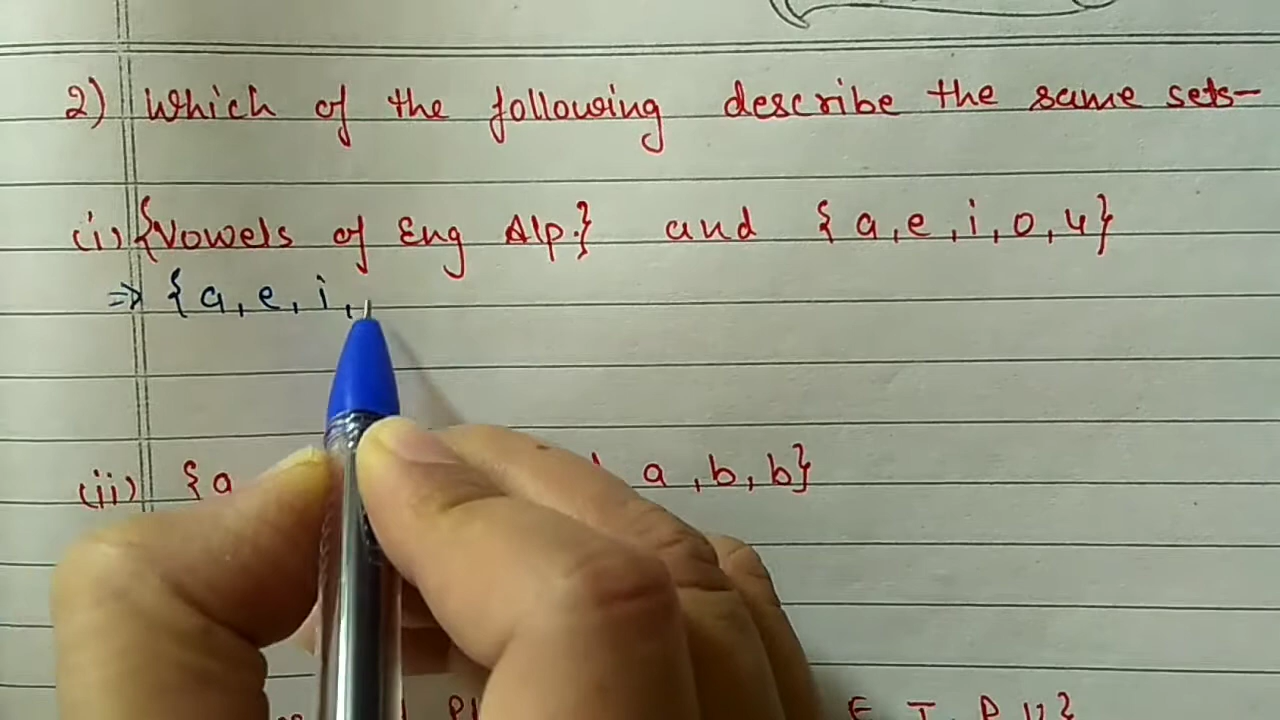 2) Which of the following describe the same sets-
(i) {Vowels of Eng Alp.} and { a, e, i, o, u}
⇒ { a, e, i,
(ii) {a a, b, b}